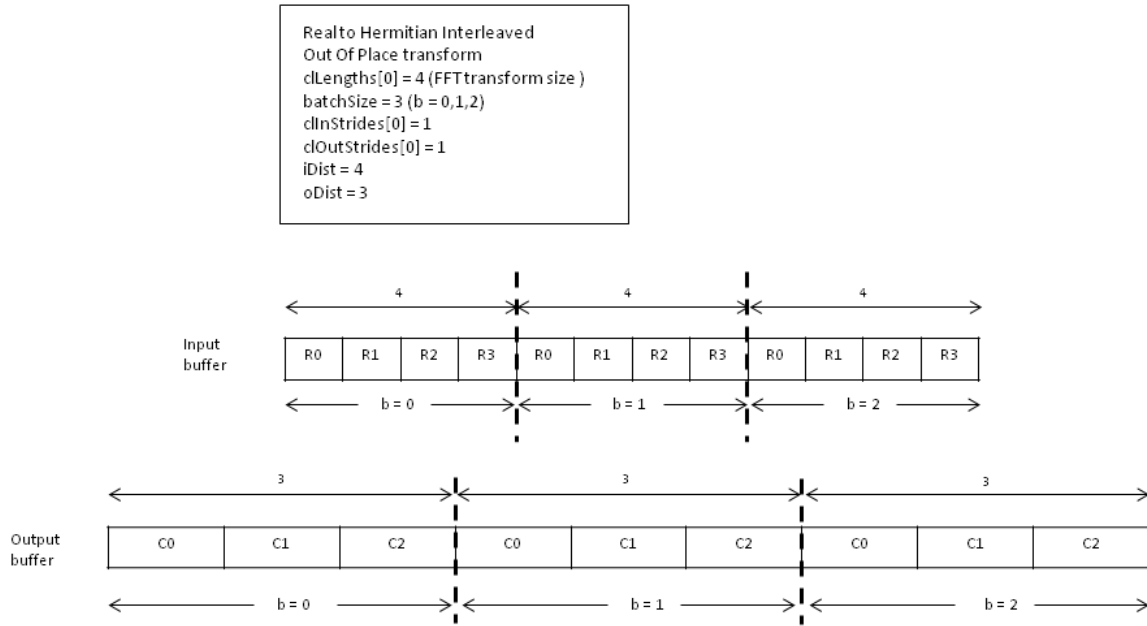 Real to Hermitian Interleaved
Out Of Place transform
clLengths[0] = 4 (FFT transform size )
batchSize = 3 (b = 0,1,2)
clInStrides[0] = 1
clOutStrides[0] = 1
iDist = 4
oDist = 3
4 4 4
Input
buffer
R0 R1 R2 R3 R0 R1 R2 R3 R0 R1 R2 R3
b = 0 b = 1 b = 2
3 3 3
Output
buffer
C0 C1 C2 C0 C1 C2 C0 C1 C2
b = 0 b = 1 b = 2